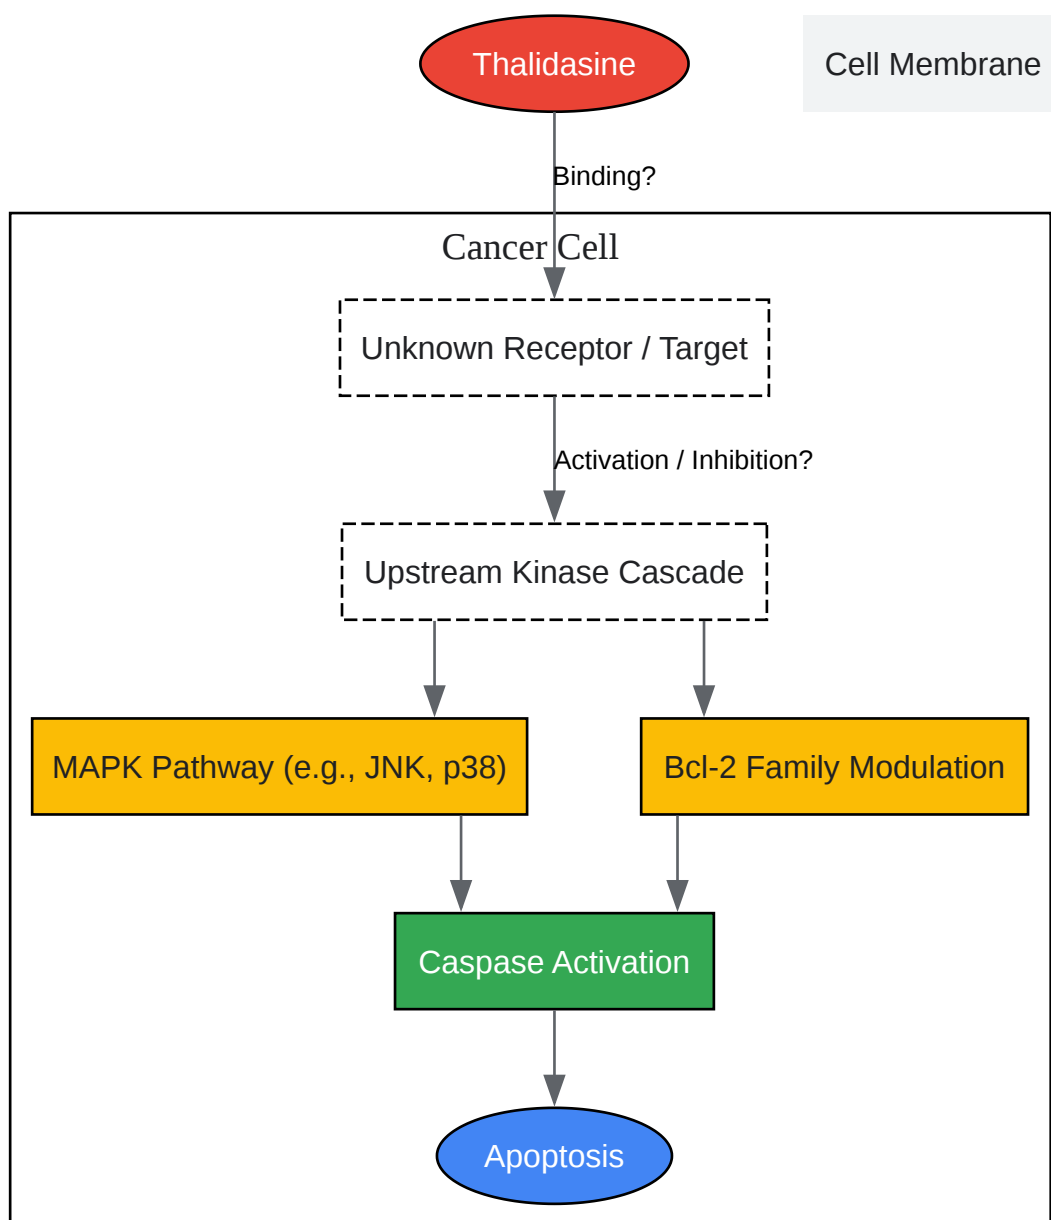 Thalidasine
Cell Membrane
Binding?
Cancer Cell
Unknown Receptor / Target
Activation / Inhibition?
Upstream Kinase Cascade
MAPK Pathway (e.g., JNK, p38)
Bcl-2 Family Modulation
Caspase Activation
Apoptosis